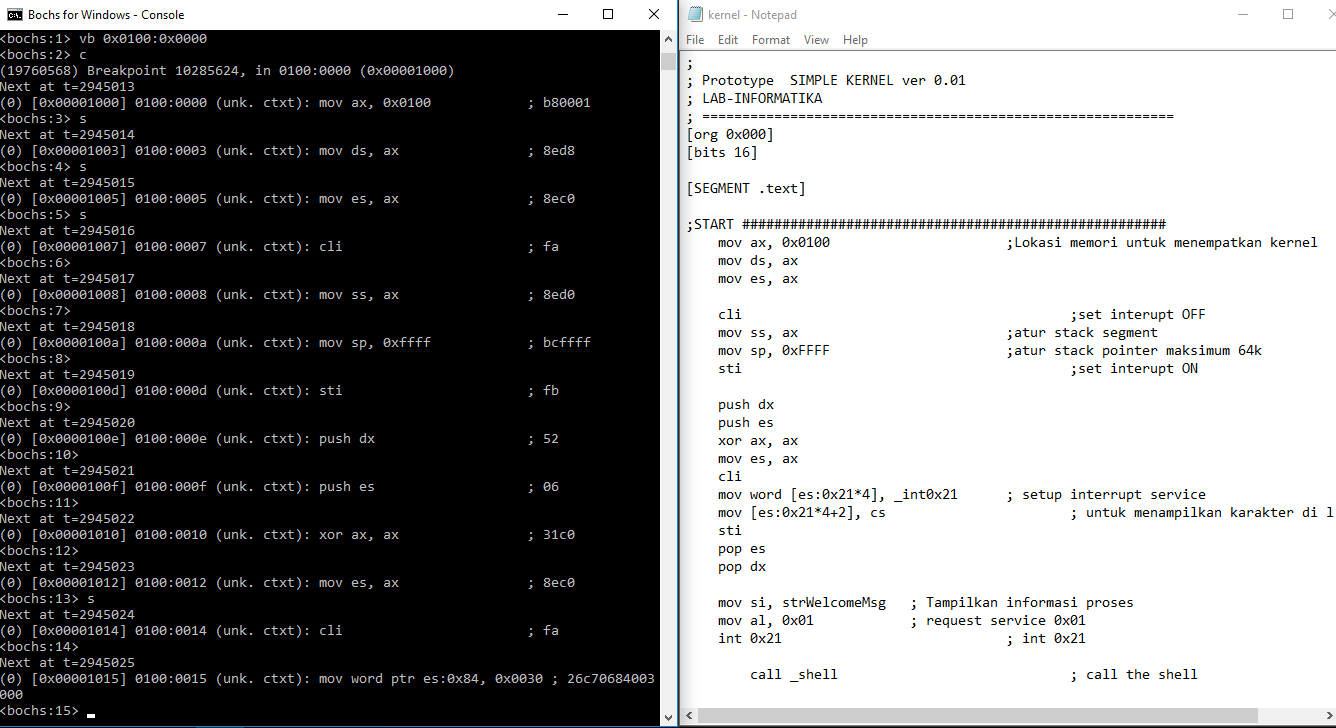 Bochs for Windows - Console
<bochs:1> vb 0x0100:0x0000
<bochs:2> c
(19760568) Breakpoint 10285624, in 0100:0000 (0x00001000)
Next at t=2945013
(0) [0x00001000] 0100:0000 (unk. ctxt): mov ax, 0x0100 ; b80001
<bochs:3> s
Next at t=2945014
(0) [0x00001003] 0100:0003 (unk. ctxt): mov ds, ax ; 8ed8
<bochs:4> s
Next at t=2945015
(0) [0x00001005] 0100:0005 (unk. ctxt): mov es, ax ; 8ec0
<bochs:5> s
Next at t=2945016
(0) [0x00001007] 0100:0007 (unk. ctxt): cli ; fa
<bochs:6>
Next at t=2945017
(0) [0x00001008] 0100:0008 (unk. ctxt): mov ss, ax ; 8ed0
<bochs:7>
Next at t=2945018
(0) [0x0000100a] 0100:000a (unk. ctxt): mov sp, 0xffff ; bcffff
<bochs:8>
Next at t=2945019
(0) [0x0000100d] 0100:000d (unk. ctxt): sti ; fb
<bochs:9>
Next at t=2945020
(0) [0x0000100e] 0100:000e (unk. ctxt): push dx ; 52
<bochs:10>
Next at t=2945021
(0) [0x0000100f] 0100:000f (unk. ctxt): push es ; 06
<bochs:11>
Next at t=2945022
(0) [0x00001010] 0100:0010 (unk. ctxt): xor ax, ax ; 31c0
<bochs:12>
Next at t=2945023
(0) [0x00001012] 0100:0012 (unk. ctxt): mov es, ax ; 8ec0
<bochs:13> s
Next at t=2945024
(0) [0x00001014] 0100:0014 (unk. ctxt): cli ; fa
<bochs:14>
Next at t=2945025
(0) [0x00001015] 0100:0015 (unk. ctxt): mov word ptr es:0x84, 0x0030 ; 26c70684003
000
<bochs:15>
kernel - Notepad
File Edit Format View Help
;
; Prototype  SIMPLE KERNEL ver 0.01
; LAB-INFORMATIKA
; ===========================================================
[org 0x000]
[bits 16]
[SEGMENT .text]
;START #####################################################
mov ax, 0x0100 ;Lokasi memori untuk menempatkan kernel
mov ds, ax
mov es, ax
cli ;set interupt OFF
mov ss, ax ;atur stack segment
mov sp, 0xFFFF ;atur stack pointer maksimum 64k
sti ;set interupt ON
push dx
push es
xor ax, ax
mov es, ax
cli
mov word [es:0x21*4], _int0x21 ; setup interrupt service
mov [es:0x21*4+2], cs ; untuk menampilkan karakter di l
sti
pop es
pop dx
mov si, strWelcomeMsg ; Tampilkan informasi proses
mov al, 0x01 ; request service 0x01
int 0x21 ; int 0x21
call _shell ; call the shell